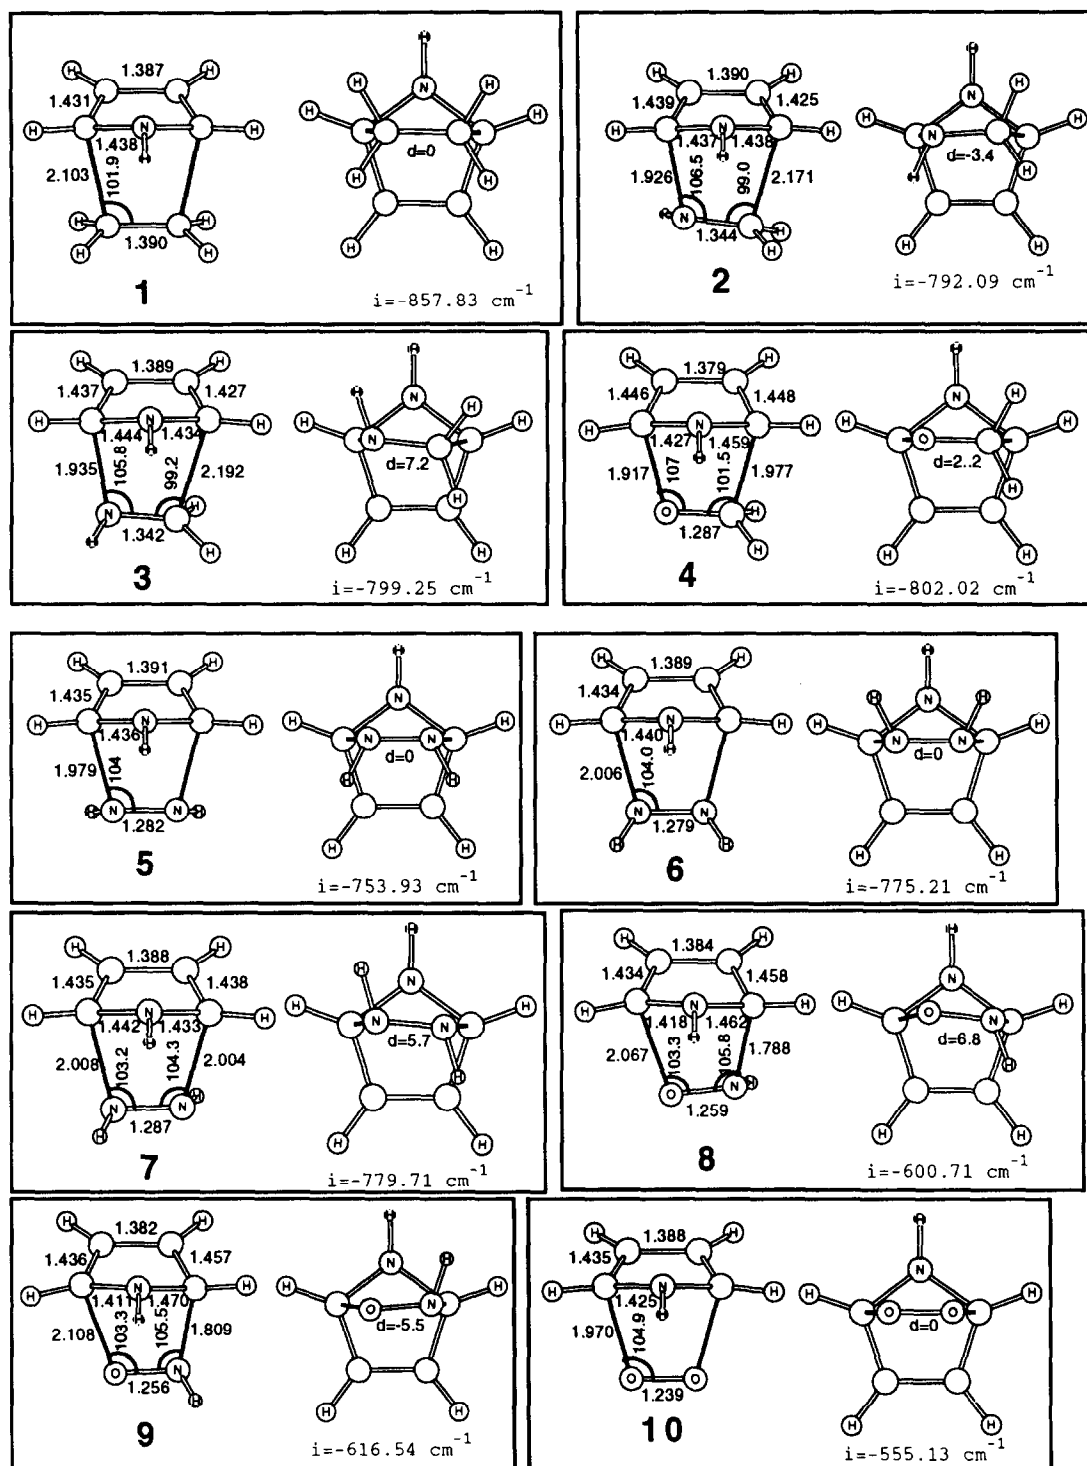 H 1.387 H
1.431
H N H
1.438
H
2.103 101.9
H H
H 1.390 H
1
H
N
H H H H
d=0
H H
H H
i=-857.83 cm-1
H 1.390 H
1.439 1.425
H N H
1.437 1.438
H
1.926 106.5 99.0 2.171
H N H
1.344 H
2
H
N H
H N H
d=-3.4
H H
H H
i=-792.09 cm-1
H 1.389 H
1.437 1.427
H N H
1.444 1.434
H
1.935 105.8 99.2 2.192
N H
H 1.342 H
3
H
H N H
N H
d=7.2
H
H H
i=-799.25 cm-1
H 1.379 H
1.446 1.448
H N H
1.427 1.459
H
1.917 107 101.5 1.977
O H
1.287 H
4
H
N H
H O H
d=2..2
H
H H
i=-802.02 cm-1
H 1.391 H
1.435
H N H
1.436
H
1.979 104
H N N H
1.282
5
H
N
H N N H
d=0
H H
H H
i=-753.93 cm-1
H 1.389 H
1.434
H N H
1.440
H
2.006 104.0
N N
H 1.279 H
6
H
H N H
H N N H
d=0
H H
i=-775.21 cm-1
H 1.388 H
1.435 1.438
H N H
1.442 1.433
H
2.008 103.2 104.3 2.004
N N H
H 1.287
7
H
H N
H N N H
d=5.7
H
H H
i=-779.71 cm-1
H 1.384 H
1.434 1.458
H N H
1.418 1.462
H
2.067 103.3 105.8 1.788
O N H
1.259
8
H
N
H O N H
d=6.8
H
H H
i=-600.71 cm-1
H 1.382 H
1.436 1.457
H N H
1.411 1.470
H
2.108 103.3 105.5 1.809
O N
1.256 H
9
H
N H
H O N H
d=-5.5
H H
i=-616.54 cm-1
H 1.388 H
1.435
H N H
1.425
H
1.970 104.9
O O
1.239
10
H
N
H O O H
d=0
H H
i=-555.13 cm-1